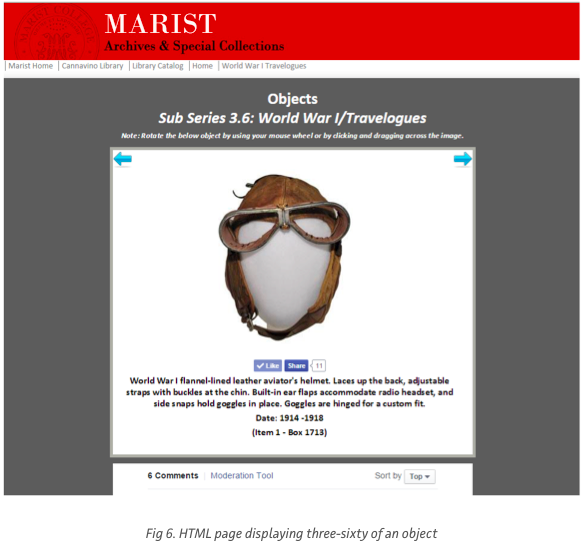 MARIST
Archives & Special Collections
Marist Home | Cannavino Library | Library Catalog | Home | World War I Travelogues
Objects
Sub Series 3.6: World War I/Travelogues
Note: Rotate the below object by using your mouse wheel or by clicking and dragging across the image.
Like Share 11
World War I flannel-lined leather aviator's helmet. Laces up the back, adjustable
straps with buckles at the chin. Built-in ear flaps accommodate radio headset, and
side snaps hold goggles in place. Goggles are hinged for a custom fit.
Date: 1914 -1918
(Item 1 - Box 1713)
6 Comments | Moderation Tool Sort by Top
Fig 6. HTML page displaying three-sixty of an object